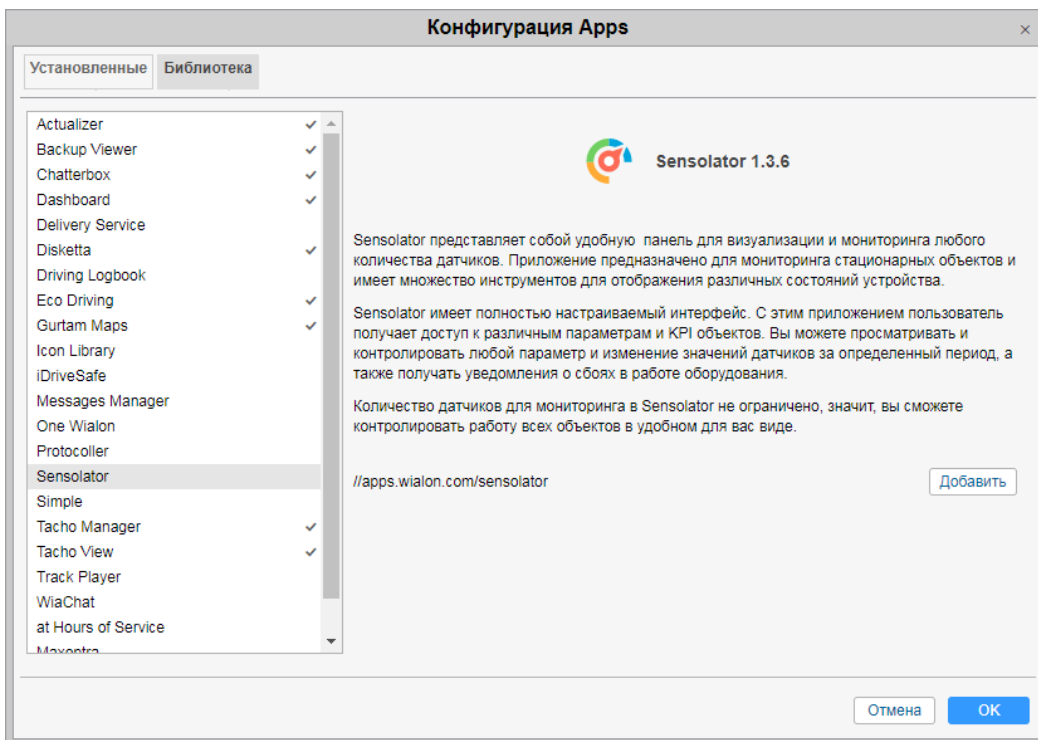 Конфигурация Apps
Установленные
Библиотека
Actualizer
Backup Viewer
Chatterbox
Dashboard
Delivery Service
Disketta
Driving Logbook
Eco Driving
Gurtam Maps
Icon Library
iDriveSafe
Messages Manager
One Wialon
Protocoller
Sensolator
Simple
Tacho Manager
Tacho View
Track Player
WiaChat
at Hours of Service
Sensolator 1.3.6
Sensolator представляет собой удобную панель для визуализации и мониторинга любого
количества датчиков. Приложение предназначено для мониторинга стационарных объектов и
имеет множество инструментов для отображения различных состояний устройства.
Sensolator имеет полностью настраиваемый интерфейс. С этим приложением пользователь
получает доступ к различным параметрам и KPI объектов. Вы можете просматривать и
контролировать любой параметр и изменение значений датчиков за определенный период, а
также получать уведомления о сбоях в работе оборудования.
Количество датчиков для мониторинга в Sensolator не ограничено, значит, вы сможете
контролировать работу всех объектов в удобном для вас виде.
//apps.wialon.com/sensolator
Добавить
Отмена
OK